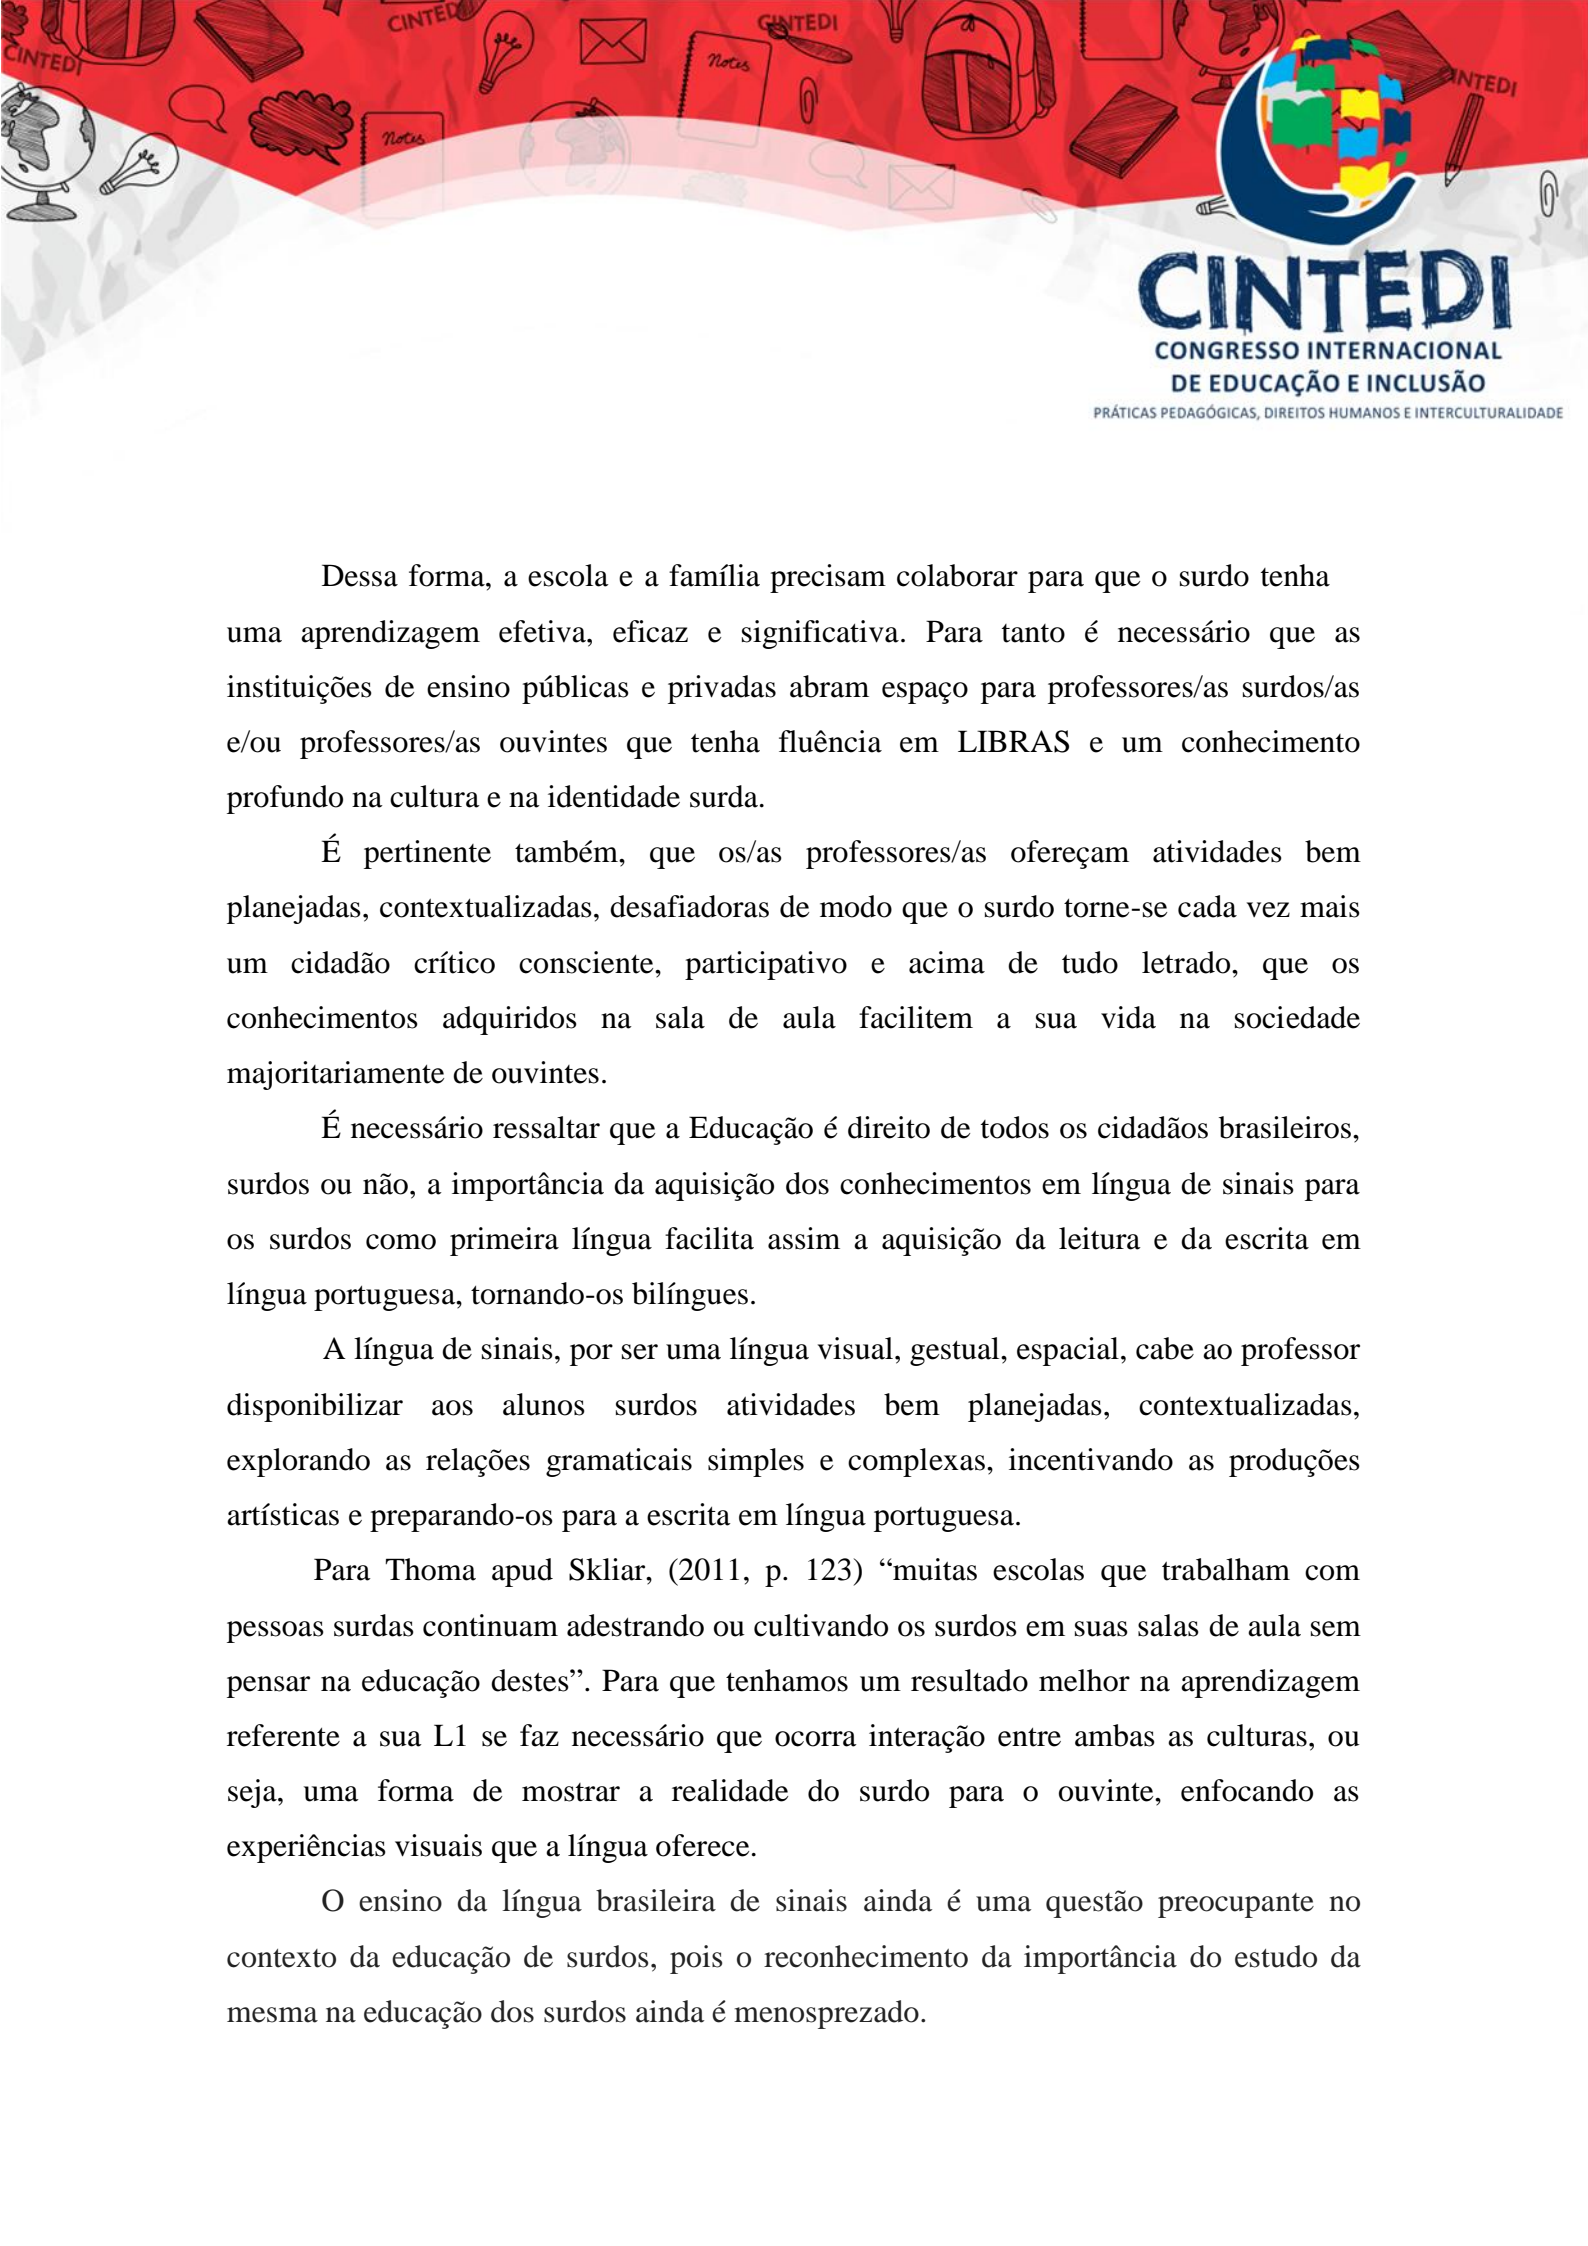 CINTEDI
CINTEDI
CINTEDI
CINTEDI
Notes
Notes
CINTEDI
CONGRESSO INTERNACIONAL
DE EDUCAÇÃO E INCLUSÃO
PRÁTICAS PEDAGÓGICAS, DIREITOS HUMANOS E INTERCULTURALIDADE
Dessa forma, a escola e a família precisam colaborar para que o surdo tenha
uma aprendizagem efetiva, eficaz e significativa. Para tanto é necessário que as
instituições de ensino públicas e privadas abram espaço para professores/as surdos/as
e/ou professores/as ouvintes que tenha fluência em LIBRAS e um conhecimento
profundo na cultura e na identidade surda.
É pertinente também, que os/as professores/as ofereçam atividades bem
planejadas, contextualizadas, desafiadoras de modo que o surdo torne-se cada vez mais
um cidadão crítico consciente, participativo e acima de tudo letrado, que os
conhecimentos adquiridos na sala de aula facilitem a sua vida na sociedade
majoritariamente de ouvintes.
É necessário ressaltar que a Educação é direito de todos os cidadãos brasileiros,
surdos ou não, a importância da aquisição dos conhecimentos em língua de sinais para
os surdos como primeira língua facilita assim a aquisição da leitura e da escrita em
língua portuguesa, tornando-os bilíngues.
A língua de sinais, por ser uma língua visual, gestual, espacial, cabe ao professor
disponibilizar aos alunos surdos atividades bem planejadas, contextualizadas,
explorando as relações gramaticais simples e complexas, incentivando as produções
artísticas e preparando-os para a escrita em língua portuguesa.
Para Thoma apud Skliar, (2011, p. 123) “muitas escolas que trabalham com
pessoas surdas continuam adestrando ou cultivando os surdos em suas salas de aula sem
pensar na educação destes”. Para que tenhamos um resultado melhor na aprendizagem
referente a sua L1 se faz necessário que ocorra interação entre ambas as culturas, ou
seja, uma forma de mostrar a realidade do surdo para o ouvinte, enfocando as
experiências visuais que a língua oferece.
O ensino da língua brasileira de sinais ainda é uma questão preocupante no
contexto da educação de surdos, pois o reconhecimento da importância do estudo da
mesma na educação dos surdos ainda é menosprezado.